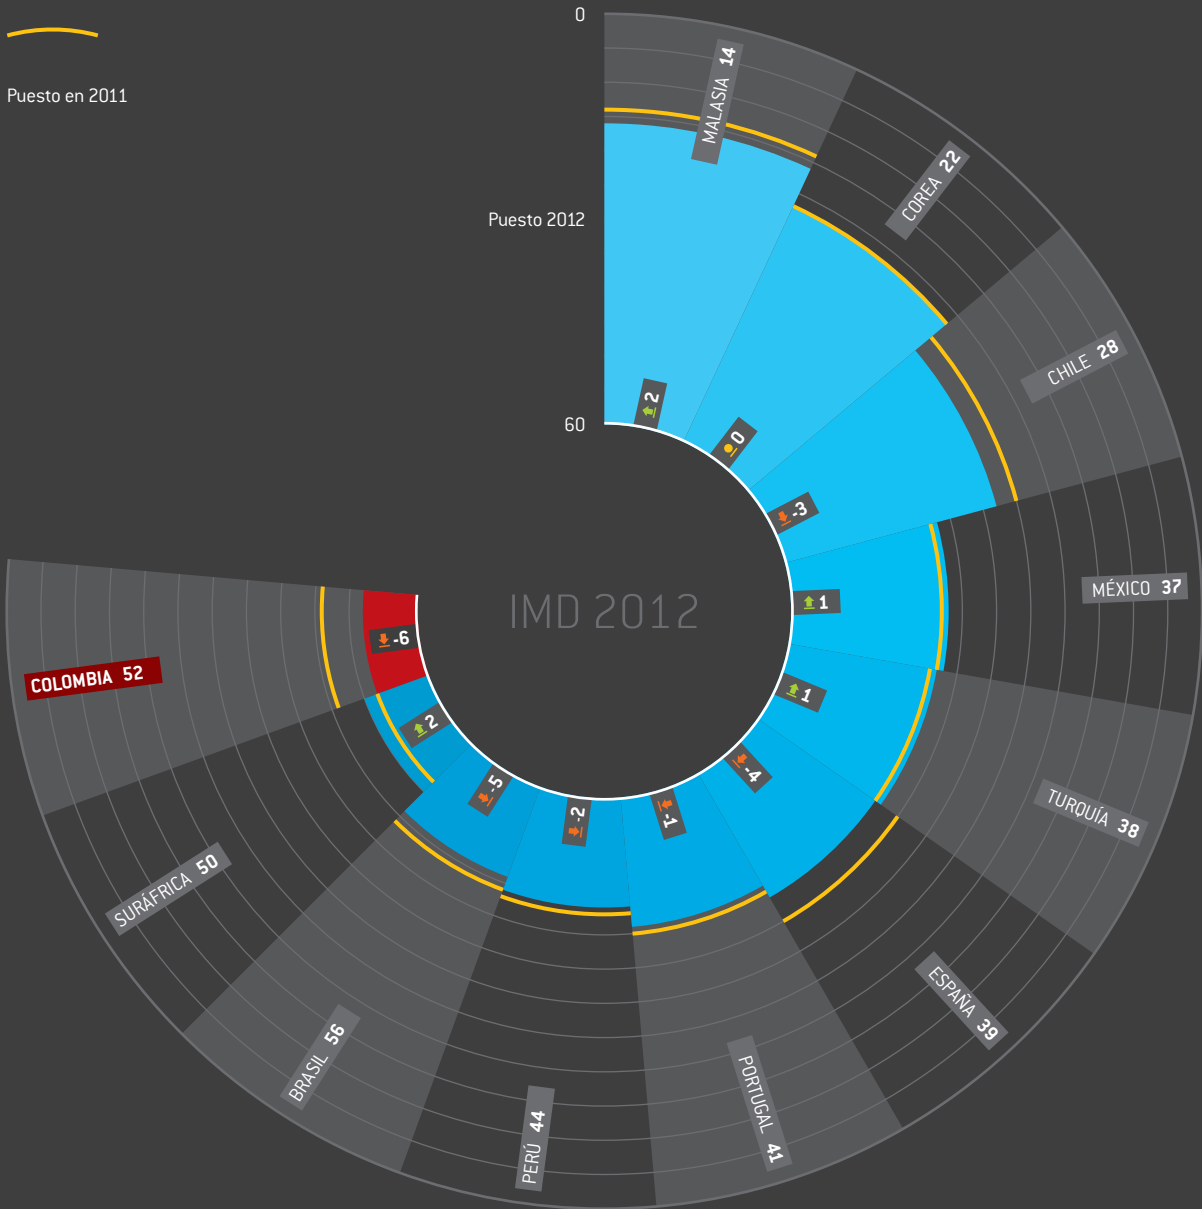 Puesto en 2011
0
Puesto 2012
60
MALASIA 14
COREA 22
CHILE 28
MÉXICO 37
TURQUÍA 38
ESPAÑA 39
PORTUGAL 41
PERÚ 44
BRASIL 56
SURÁFRICA 50
COLOMBIA 52
2
0
-3
1
1
-4
-1
-2
-5
2
-6
IMD 2012